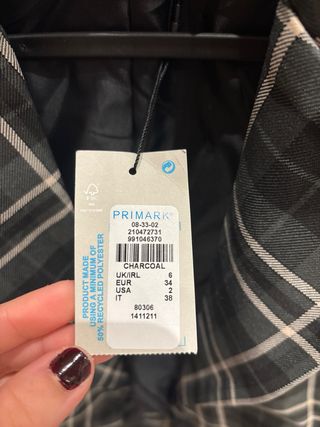 PRIMARK®
08-33-02
210472731
991046370
CHARCOAL
UK/IRL 6
EUR 34
USA 2
IT 38
80306
1411211
PRODUCT MADE
USING A MINIMUM OF
50% RECYCLED POLYESTER
FSC